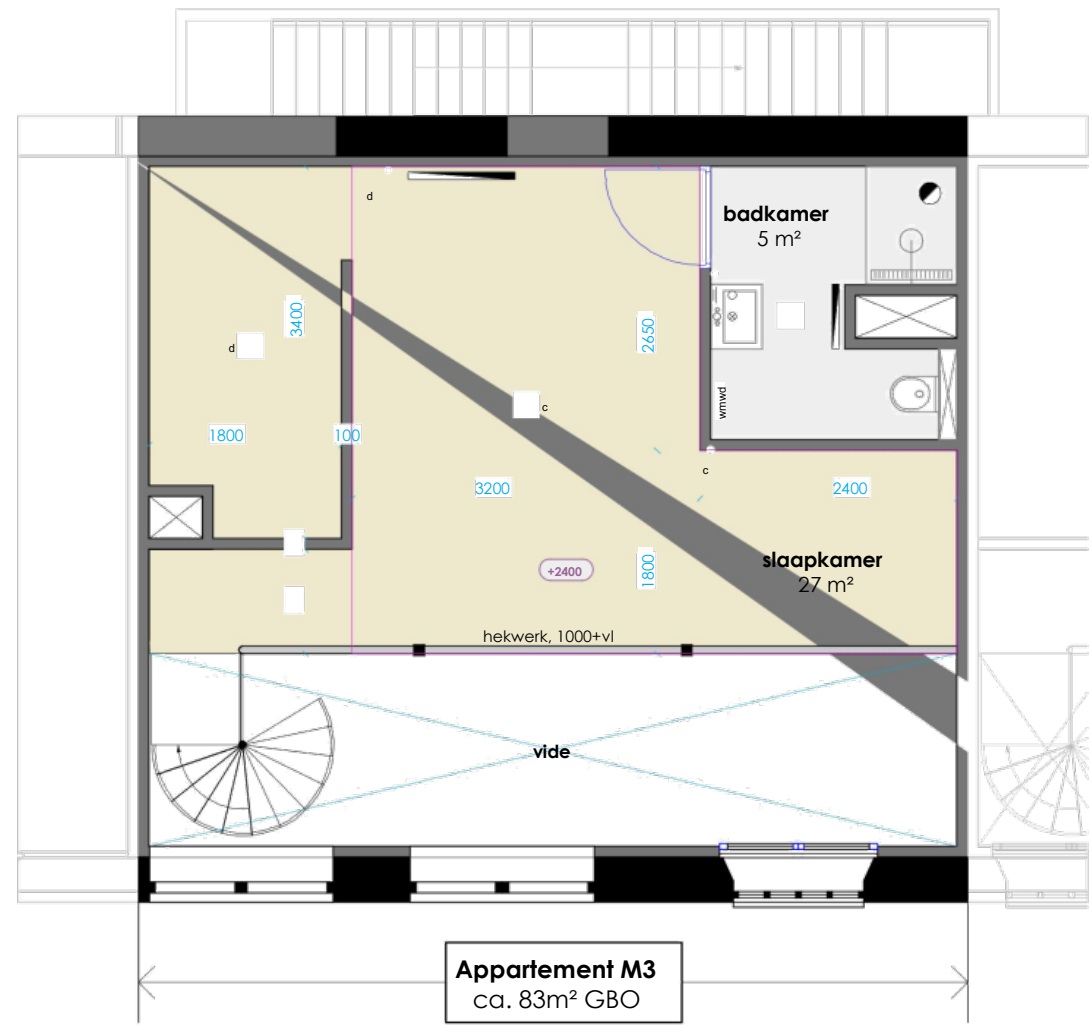 d
badkamer
5 m²
3400
2650
d
c
wmwd
1800
100
c
3200
2400
+2400
1800
slaapkamer
27 m²
hekwerk, 1000+vl
vide
Appartement M3
ca. 83m² GBO